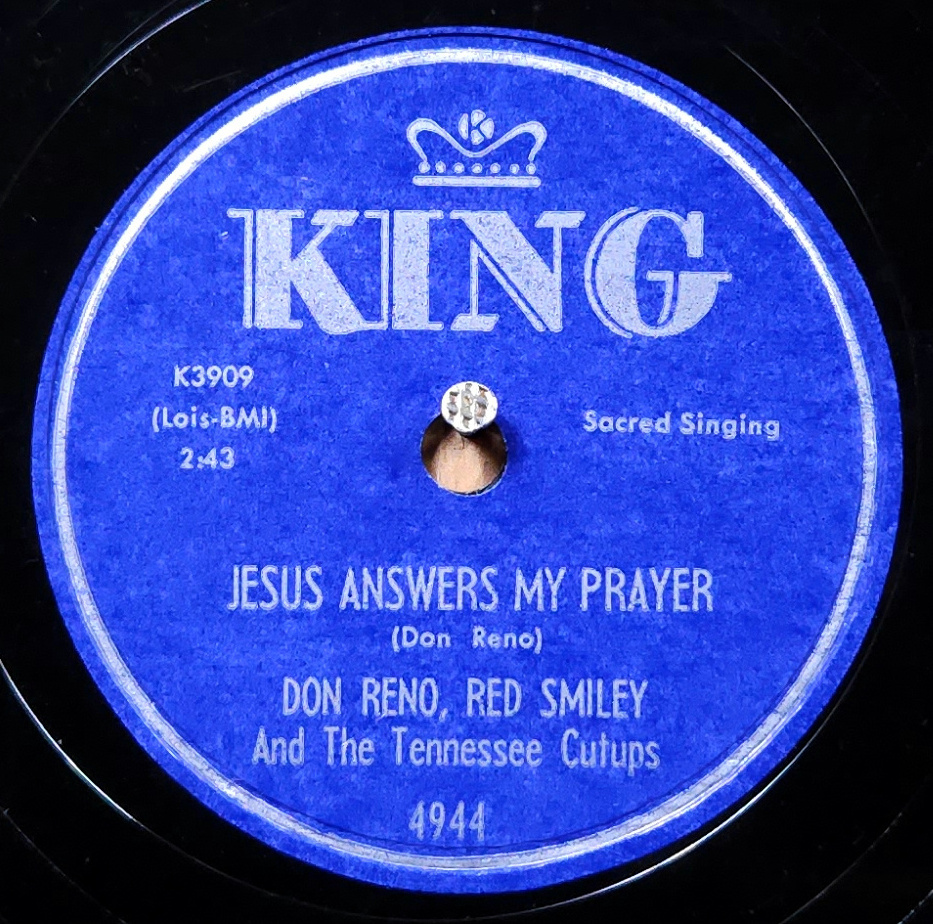 K
KING
K3909
(Lois-BMI)
2:43
Sacred Singing
JESUS ANSWERS MY PRAYER
(Don Reno)
DON RENO, RED SMILEY
And The Tennessee Cutups
4944